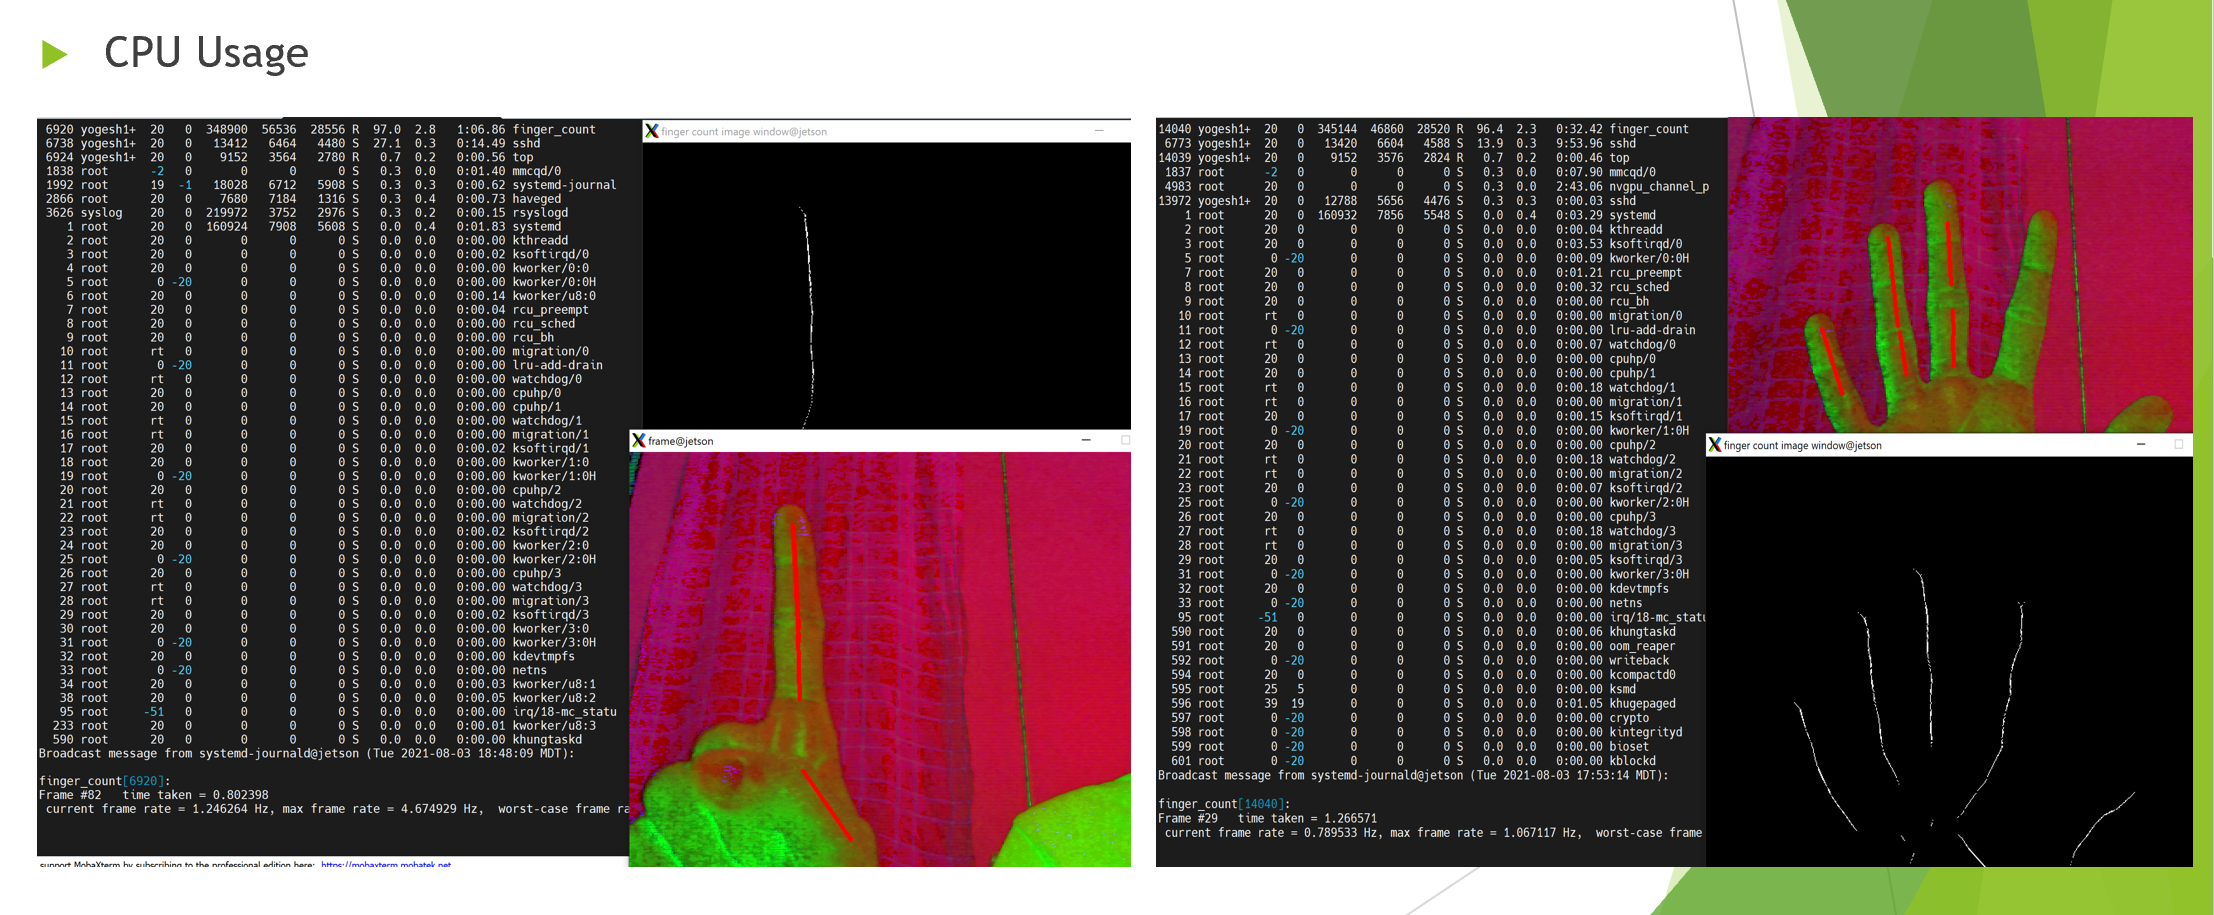 CPU Usage
6920 yogesh1+ 20 0 348900 56536 28556 R 97.0 2.8 1:06.86 finger_count
6738 yogesh1+ 20 0 13412 6464 4480 S 27.1 0.3 0:14.49 sshd
6924 yogesh1+ 20 0 9152 3564 2780 R 0.7 0.2 0:00.56 top
1838 root -2 0 0 0 0 S 0.3 0.0 0:01.40 mmcqd/0
1992 root 19 -1 18028 6712 5908 S 0.3 0.3 0:00.62 systemd-journal
2866 root 20 0 7680 7184 1316 S 0.3 0.4 0:00.73 haveged
3626 syslog 20 0 219972 3752 2976 S 0.3 0.2 0:00.15 rsyslogd
1 root 20 0 160924 7908 5608 S 0.0 0.4 0:01.83 systemd
2 root 20 0 0 0 0 S 0.0 0.0 0:00.00 kthreadd
3 root 20 0 0 0 0 S 0.0 0.0 0:00.02 ksoftirqd/0
4 root 20 0 0 0 0 S 0.0 0.0 0:00.00 kworker/0:0
5 root 0 -20 0 0 0 S 0.0 0.0 0:00.00 kworker/0:0H
6 root 20 0 0 0 0 S 0.0 0.0 0:00.14 kworker/u8:0
7 root 20 0 0 0 0 S 0.0 0.0 0:00.04 rcu_preempt
8 root 20 0 0 0 0 S 0.0 0.0 0:00.00 rcu_sched
9 root 20 0 0 0 0 S 0.0 0.0 0:00.00 rcu_bh
10 root rt 0 0 0 0 S 0.0 0.0 0:00.00 migration/0
11 root 0 -20 0 0 0 S 0.0 0.0 0:00.00 lru-add-drain
12 root rt 0 0 0 0 S 0.0 0.0 0:00.00 watchdog/0
13 root 20 0 0 0 0 S 0.0 0.0 0:00.00 cpuhp/0
14 root 20 0 0 0 0 S 0.0 0.0 0:00.00 cpuhp/1
15 root rt 0 0 0 0 S 0.0 0.0 0:00.00 watchdog/1
16 root rt 0 0 0 0 S 0.0 0.0 0:00.00 migration/1
17 root 20 0 0 0 0 S 0.0 0.0 0:00.02 ksoftirqd/1
18 root 20 0 0 0 0 S 0.0 0.0 0:00.00 kworker/1:0
19 root 0 -20 0 0 0 S 0.0 0.0 0:00.00 kworker/1:0H
20 root 20 0 0 0 0 S 0.0 0.0 0:00.00 cpuhp/2
21 root rt 0 0 0 0 S 0.0 0.0 0:00.00 watchdog/2
22 root rt 0 0 0 0 S 0.0 0.0 0:00.00 migration/2
23 root 20 0 0 0 0 S 0.0 0.0 0:00.02 ksoftirqd/2
24 root 20 0 0 0 0 S 0.0 0.0 0:00.00 kworker/2:0
25 root 0 -20 0 0 0 S 0.0 0.0 0:00.00 kworker/2:0H
26 root 20 0 0 0 0 S 0.0 0.0 0:00.00 cpuhp/3
27 root rt 0 0 0 0 S 0.0 0.0 0:00.00 watchdog/3
28 root rt 0 0 0 0 S 0.0 0.0 0:00.00 migration/3
29 root 20 0 0 0 0 S 0.0 0.0 0:00.02 ksoftirqd/3
30 root 20 0 0 0 0 S 0.0 0.0 0:00.00 kworker/3:0
31 root 0 -20 0 0 0 S 0.0 0.0 0:00.00 kworker/3:0H
32 root 20 0 0 0 0 S 0.0 0.0 0:00.00 kdevtmpfs
33 root 0 -20 0 0 0 S 0.0 0.0 0:00.00 netns
34 root 20 0 0 0 0 S 0.0 0.0 0:00.03 kworker/u8:1
38 root 20 0 0 0 0 S 0.0 0.0 0:00.05 kworker/u8:2
95 root -51 0 0 0 0 S 0.0 0.0 0:00.00 irq/18-mc_statu
233 root 20 0 0 0 0 S 0.0 0.0 0:00.01 kworker/u8:3
590 root 20 0 0 0 0 S 0.0 0.0 0:00.00 khungtaskd
Broadcast message from systemd-journald@jetson (Tue 2021-08-03 18:48:09 MDT):
finger_count[6920]:
Frame #82 time taken = 0.802398
current frame rate = 1.246264 Hz, max frame rate = 4.674929 Hz, worst-case frame ra
support MobaXterm by subscribing to the professional edition here: https://mobaxterm.mobatek.net
finger count image window@jetson
frame@jetson
14040 yogesh1+ 20 0 345144 46860 28520 R 96.4 2.3 0:32.42 finger_count
6773 yogesh1+ 20 0 13420 6604 4588 S 13.9 0.3 9:53.96 sshd
14039 yogesh1+ 20 0 9152 3576 2824 R 0.7 0.2 0:00.46 top
1837 root -2 0 0 0 0 S 0.3 0.0 0:07.90 mmcqd/0
4983 root 20 0 0 0 0 S 0.3 0.0 2:43.06 nvgpu_channel_p
13972 yogesh1+ 20 0 12788 5656 4476 S 0.3 0.3 0:00.03 sshd
1 root 20 0 160932 7856 5548 S 0.0 0.4 0:03.29 systemd
2 root 20 0 0 0 0 S 0.0 0.0 0:00.04 kthreadd
3 root 20 0 0 0 0 S 0.0 0.0 0:03.53 ksoftirqd/0
5 root 0 -20 0 0 0 S 0.0 0.0 0:00.09 kworker/0:0H
7 root 20 0 0 0 0 S 0.0 0.0 0:01.21 rcu_preempt
8 root 20 0 0 0 0 S 0.0 0.0 0:00.32 rcu_sched
9 root 20 0 0 0 0 S 0.0 0.0 0:00.00 rcu_bh
10 root rt 0 0 0 0 S 0.0 0.0 0:00.00 migration/0
11 root 0 -20 0 0 0 S 0.0 0.0 0:00.00 lru-add-drain
12 root rt 0 0 0 0 S 0.0 0.0 0:00.07 watchdog/0
13 root 20 0 0 0 0 S 0.0 0.0 0:00.00 cpuhp/0
14 root 20 0 0 0 0 S 0.0 0.0 0:00.00 cpuhp/1
15 root rt 0 0 0 0 S 0.0 0.0 0:00.18 watchdog/1
16 root rt 0 0 0 0 S 0.0 0.0 0:00.00 migration/1
17 root 20 0 0 0 0 S 0.0 0.0 0:00.15 ksoftirqd/1
19 root 0 -20 0 0 0 S 0.0 0.0 0:00.00 kworker/1:0H
20 root 20 0 0 0 0 S 0.0 0.0 0:00.00 cpuhp/2
21 root rt 0 0 0 0 S 0.0 0.0 0:00.18 watchdog/2
22 root rt 0 0 0 0 S 0.0 0.0 0:00.00 migration/2
23 root 20 0 0 0 0 S 0.0 0.0 0:00.07 ksoftirqd/2
25 root 0 -20 0 0 0 S 0.0 0.0 0:00.00 kworker/2:0H
26 root 20 0 0 0 0 S 0.0 0.0 0:00.00 cpuhp/3
27 root rt 0 0 0 0 S 0.0 0.0 0:00.18 watchdog/3
28 root rt 0 0 0 0 S 0.0 0.0 0:00.00 migration/3
29 root 20 0 0 0 0 S 0.0 0.0 0:00.05 ksoftirqd/3
31 root 0 -20 0 0 0 S 0.0 0.0 0:00.00 kworker/3:0H
32 root 20 0 0 0 0 S 0.0 0.0 0:00.00 kdevtmpfs
33 root 0 -20 0 0 0 S 0.0 0.0 0:00.00 netns
95 root -51 0 0 0 0 S 0.0 0.0 0:00.00 irq/18-mc_statu
590 root 20 0 0 0 0 S 0.0 0.0 0:00.06 khungtaskd
591 root 20 0 0 0 0 S 0.0 0.0 0:00.00 oom_reaper
592 root 0 -20 0 0 0 S 0.0 0.0 0:00.00 writeback
594 root 20 0 0 0 0 S 0.0 0.0 0:00.00 kcompactd0
595 root 25 5 0 0 0 S 0.0 0.0 0:00.00 ksmd
596 root 39 19 0 0 0 S 0.0 0.0 0:01.05 khugepaged
597 root 0 -20 0 0 0 S 0.0 0.0 0:00.00 crypto
598 root 0 -20 0 0 0 S 0.0 0.0 0:00.00 kintegrityd
599 root 0 -20 0 0 0 S 0.0 0.0 0:00.00 bioset
601 root 0 -20 0 0 0 S 0.0 0.0 0:00.00 kblockd
Broadcast message from systemd-journald@jetson (Tue 2021-08-03 17:53:14 MDT):
finger_count[14040]:
Frame #29 time taken = 1.266571
current frame rate = 0.789533 Hz, max frame rate = 1.067117 Hz, worst-case frame
finger count image window@jetson